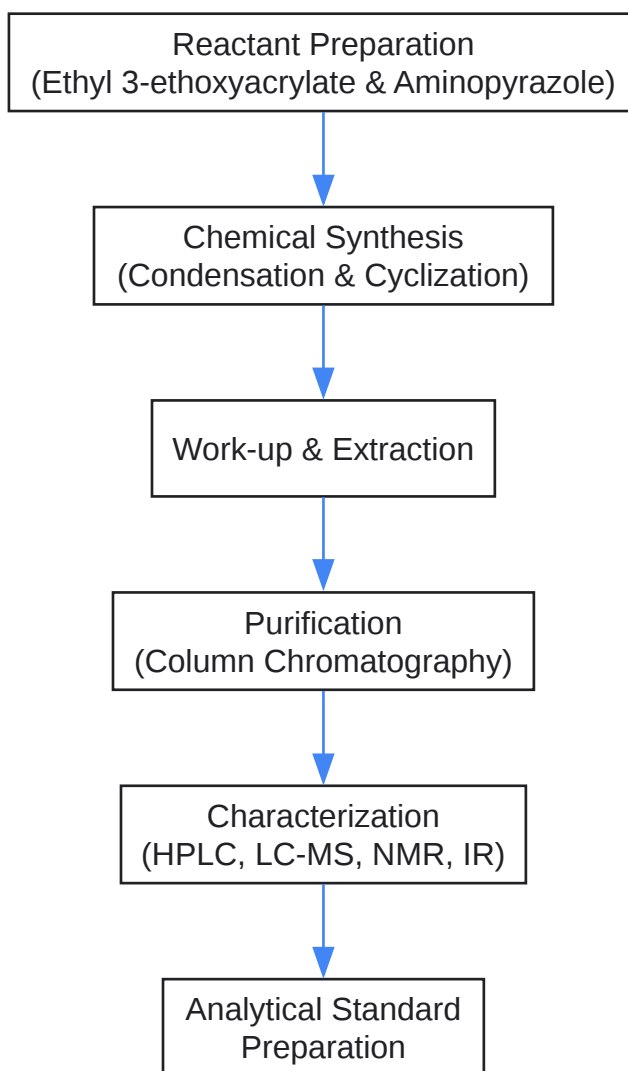 Reactant Preparation
(Ethyl 3-ethoxyacrylate & Aminopyrazole)
Chemical Synthesis
(Condensation & Cyclization)
Work-up & Extraction
Purification
(Column Chromatography)
Characterization
(HPLC, LC-MS, NMR, IR)
Analytical Standard
Preparation